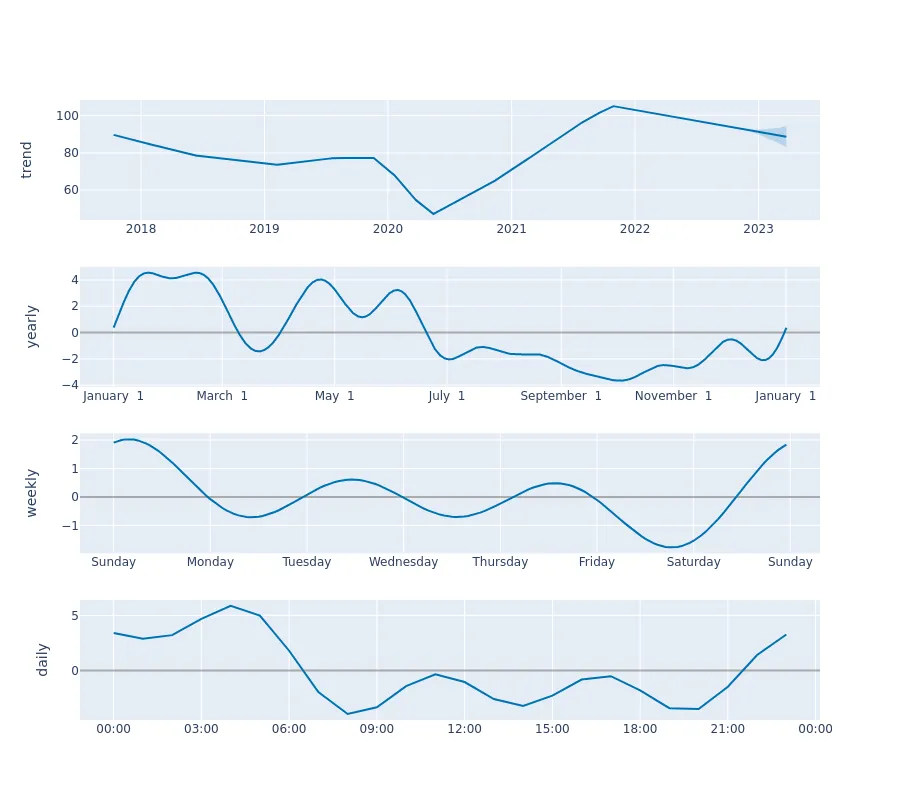 trend
100
80
60
2018 2019 2020 2021 2022 2023
yearly
4
2
0
−2
−4
January 1 March 1 May 1 July 1 September 1 November 1 January 1
weekly
2
1
0
−1
Sunday Monday Tuesday Wednesday Thursday Friday Saturday Sunday
daily
5
0
00:00 03:00 06:00 09:00 12:00 15:00 18:00 21:00 00:00